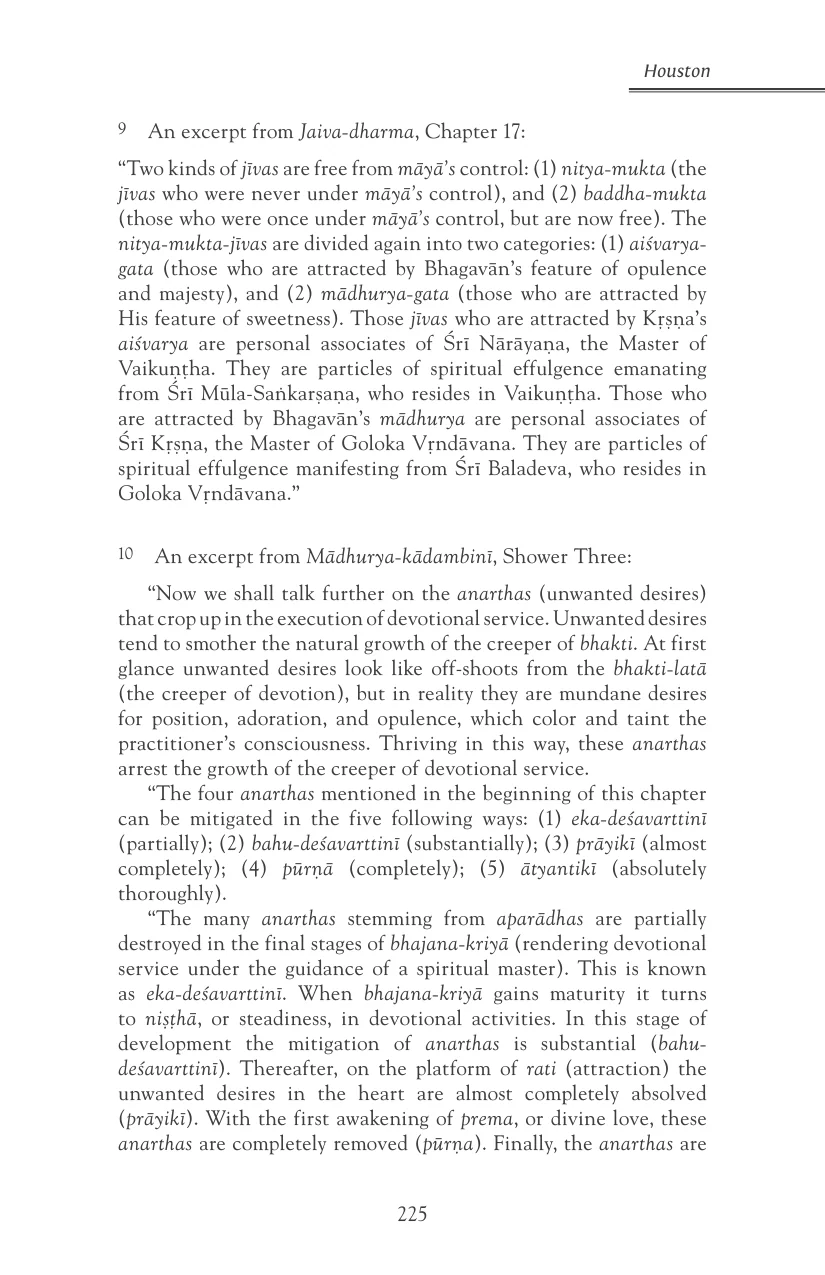 Houston
9 An excerpt from Jaiva-dharma, Chapter 17:
“Two kinds of jīvas are free from māyā’s control: (1) nitya-mukta (the
jīvas who were never under māyā’s control), and (2) baddha-mukta
(those who were once under māyā’s control, but are now free). The
nitya-mukta-jīvas are divided again into two categories: (1) aiśvarya-
gata (those who are attracted by Bhagavān’s feature of opulence
and majesty), and (2) mādhurya-gata (those who are attracted by
His feature of sweetness). Those jīvas who are attracted by Kṛṣṇa’s
aiśvarya are personal associates of Śrī Nārāyaṇa, the Master of
Vaikuṇṭha. They are particles of spiritual effulgence emanating
from Śrī Mūla-Saṅkarṣaṇa, who resides in Vaikuṇṭha. Those who
are attracted by Bhagavān’s mādhurya are personal associates of
Śrī Kṛṣṇa, the Master of Goloka Vṛndāvana. They are particles of
spiritual effulgence manifesting from Śrī Baladeva, who resides in
Goloka Vṛndāvana.”
10 An excerpt from Mādhurya-kādambinī, Shower Three:
“Now we shall talk further on the anarthas (unwanted desires)
that crop up in the execution of devotional service. Unwanted desires
tend to smother the natural growth of the creeper of bhakti. At first
glance unwanted desires look like off-shoots from the bhakti-latā
(the creeper of devotion), but in reality they are mundane desires
for position, adoration, and opulence, which color and taint the
practitioner’s consciousness. Thriving in this way, these anarthas
arrest the growth of the creeper of devotional service.
“The four anarthas mentioned in the beginning of this chapter
can be mitigated in the five following ways: (1) eka-deśavarttinī
(partially); (2) bahu-deśavarttinī (substantially); (3) prāyikī (almost
completely); (4) pūrṇā (completely); (5) ātyantikī (absolutely
thoroughly).
“The many anarthas stemming from aparādhas are partially
destroyed in the final stages of bhajana-kriyā (rendering devotional
service under the guidance of a spiritual master). This is known
as eka-deśavarttinī. When bhajana-kriyā gains maturity it turns
to niṣṭhā, or steadiness, in devotional activities. In this stage of
development the mitigation of anarthas is substantial (bahu-
deśavarttinī). Thereafter, on the platform of rati (attraction) the
unwanted desires in the heart are almost completely absolved
(prāyikī). With the first awakening of prema, or divine love, these
anarthas are completely removed (pūrṇa). Finally, the anarthas are
225